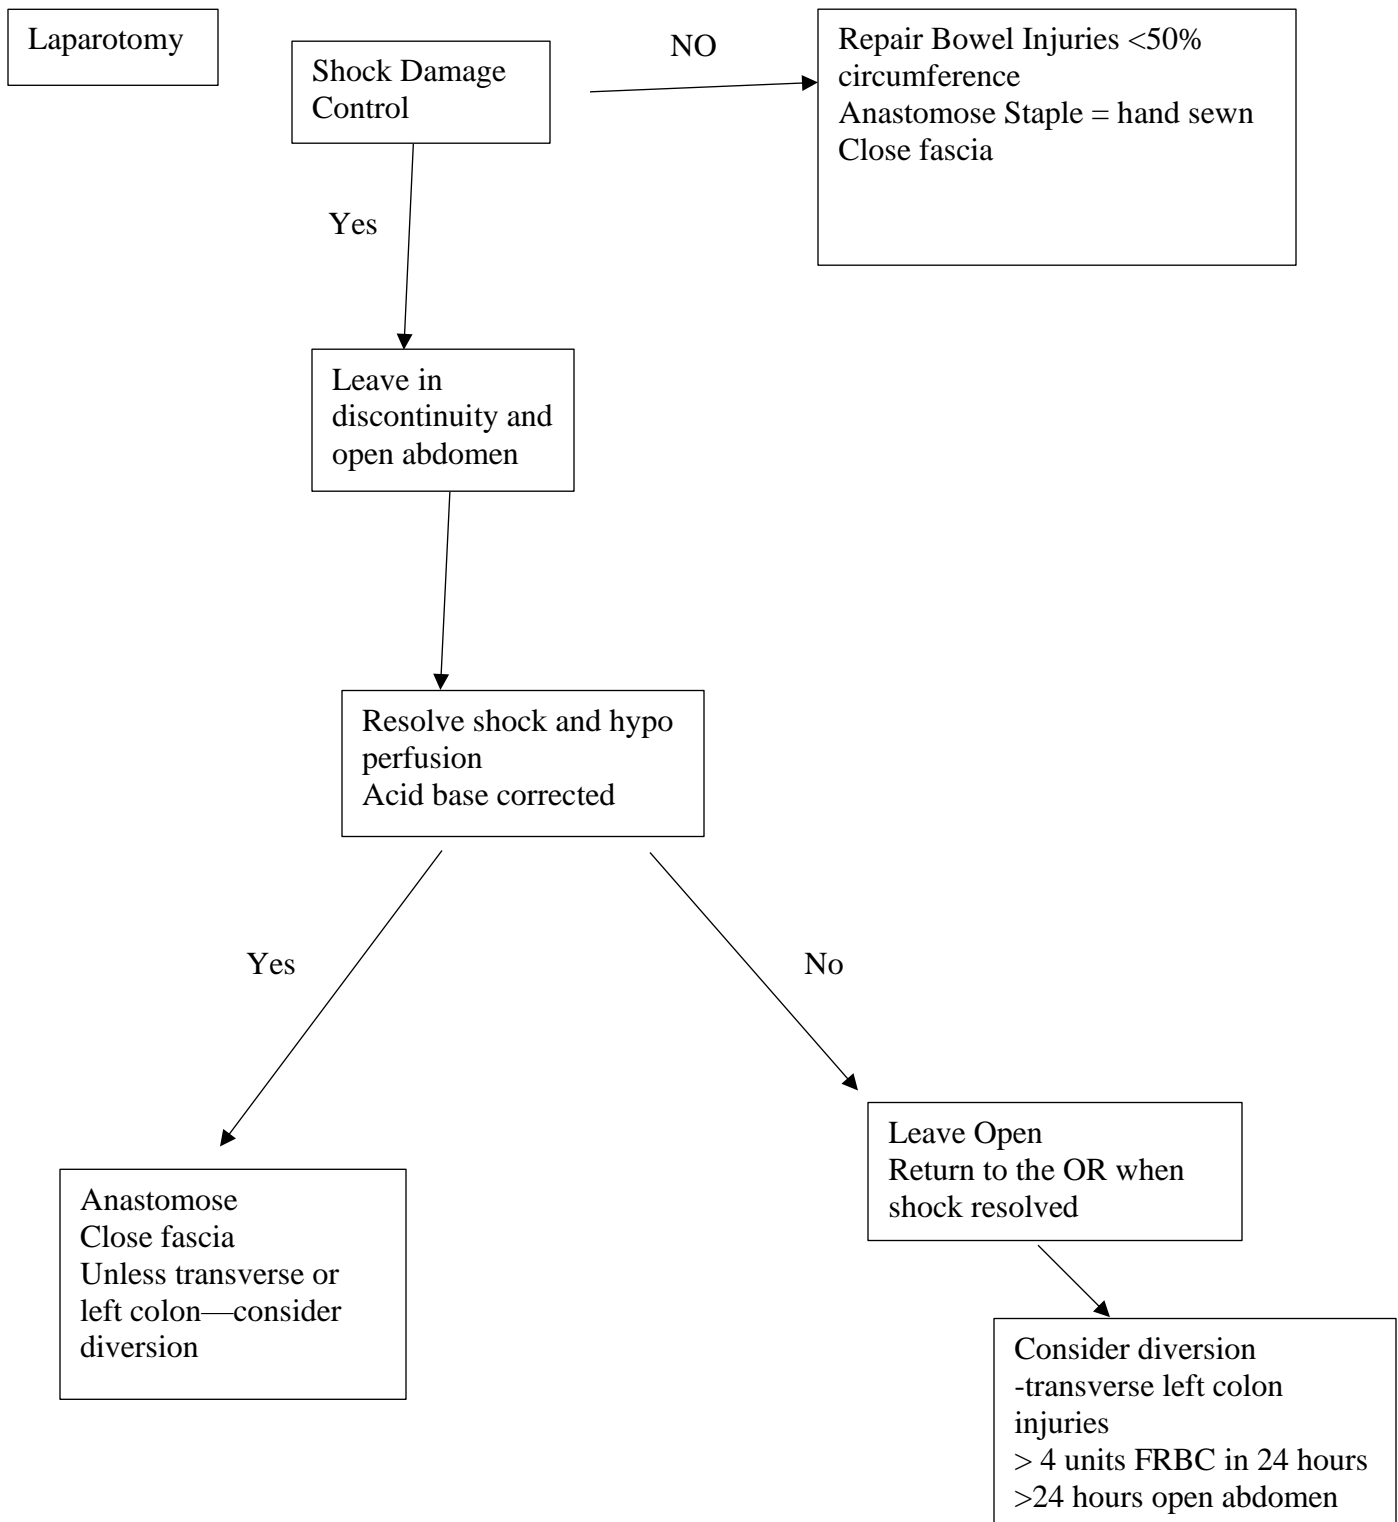 Laparotomy
Shock Damage
Control
NO
Repair Bowel Injuries <50%
circumference
Anastomose Staple = hand sewn
Close fascia
Yes
Leave in
discontinuity and
open abdomen
Resolve shock and hypo
perfusion
Acid base corrected
Yes
No
Anastomose
Close fascia
Unless transverse or
left colon—consider
diversion
Leave Open
Return to the OR when
shock resolved
Consider diversion
-transverse left colon
injuries
> 4 units FRBC in 24 hours
>24 hours open abdomen